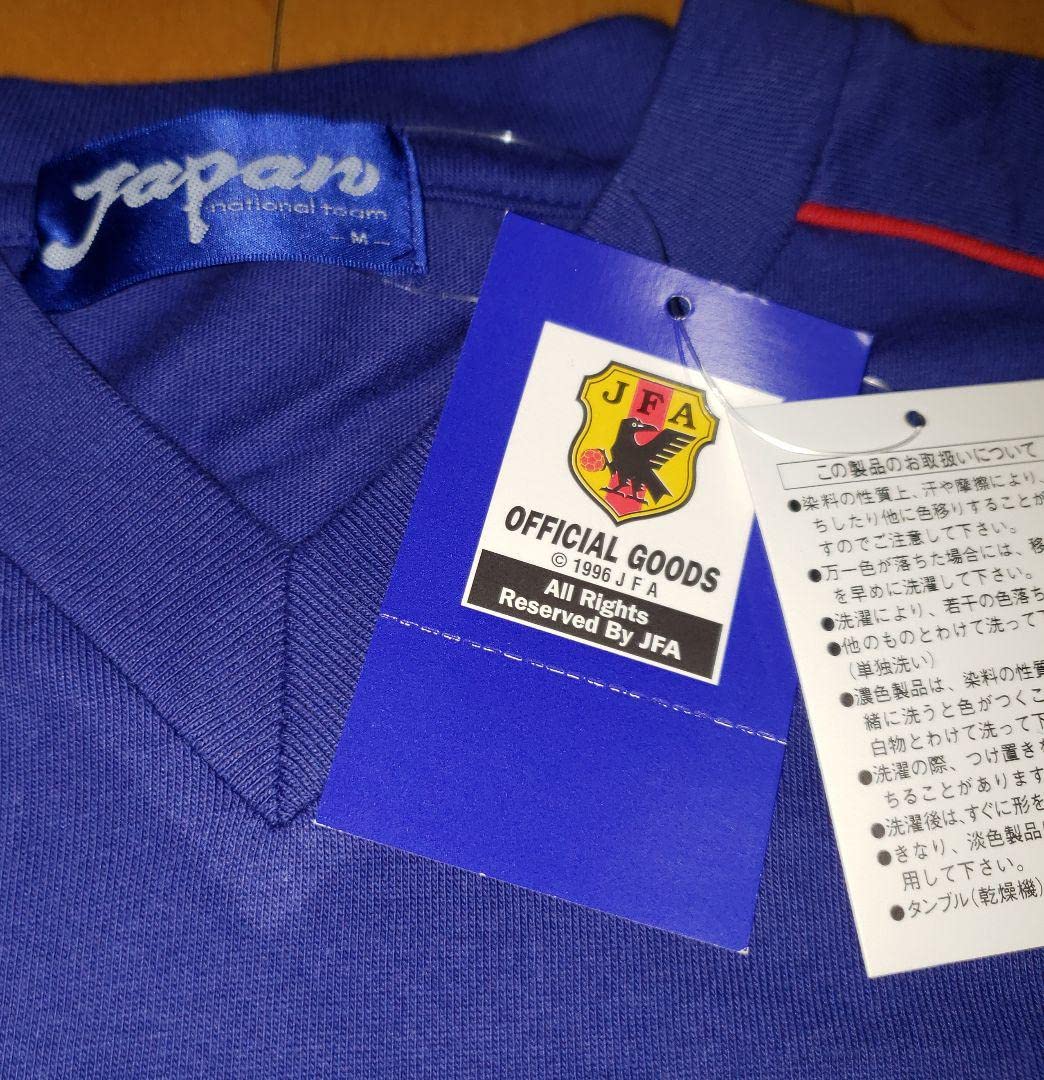 Japan
national team
- M -
JFA
OFFICIAL GOODS
© 1996 J F A
All Rights
Reserved By JFA
この製品のお取扱いについて
●染料の性質上、汗や摩擦により、
ちしたり他に色移りすることが
すのでご注意して下さい。
●万一色が落ちた場合には、移
を早めに洗濯して下さい。
●洗濯により、若干の色落ち
●他のものとわけて洗って
(単独洗い)
●濃色製品は、染料の性質
緒に洗うと色がつくこ
白物とわけて洗って下
●洗濯の際、つけ置き
ちることがあります
●洗濯後は、すぐに形を
●きなり、淡色製品
用して下さい。
●タンブル(乾燥機)